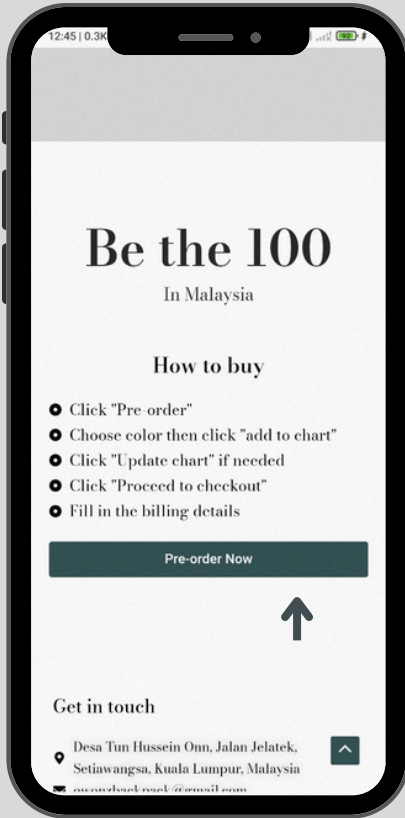 12:45 | 0.3K
92
Be the 100
In Malaysia
How to buy
Click "Pre-order"
Choose color then click "add to chart"
Click "Update chart" if needed
Click "Proceed to checkout"
Fill in the billing details
Pre-order Now
Get in touch
Desa Tun Hussein Onn, Jalan Jelatek,
Setiawangsa, Kuala Lumpur, Malaysia